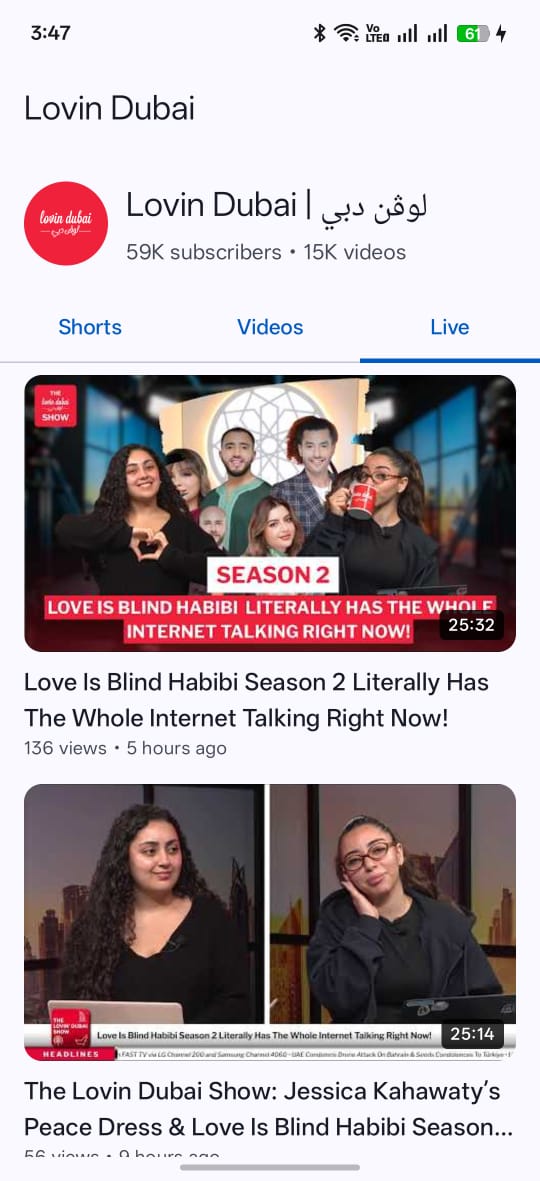 3:47
Vo
LTE
61
Lovin Dubai
lovin dubai
لوڤن دبي
Lovin Dubai | لوڤن دبي
59K subscribers • 15K videos
Shorts
Videos
Live
THE
lovin dubai
SHOW
SEASON 2
LOVE IS BLIND HABIBI LITERALLY HAS THE WHOLE
INTERNET TALKING RIGHT NOW!
25:32
Love Is Blind Habibi Season 2 Literally Has
The Whole Internet Talking Right Now!
136 views • 5 hours ago
THE
LOVIN DUBAI
SHOW
Love Is Blind Habibi Season 2 Literally Has The Whole Internet Talking Right Now!
25:14
HEADLINES
FAST TV via LG Channel 200 and Samsung Channel 4060 - UAE Condemns Drone Attack On Bahrain & Sends Condolences To Türkiye
The Lovin Dubai Show: Jessica Kahawaty’s
Peace Dress & Love Is Blind Habibi Season...
56 views • 9 hours ago